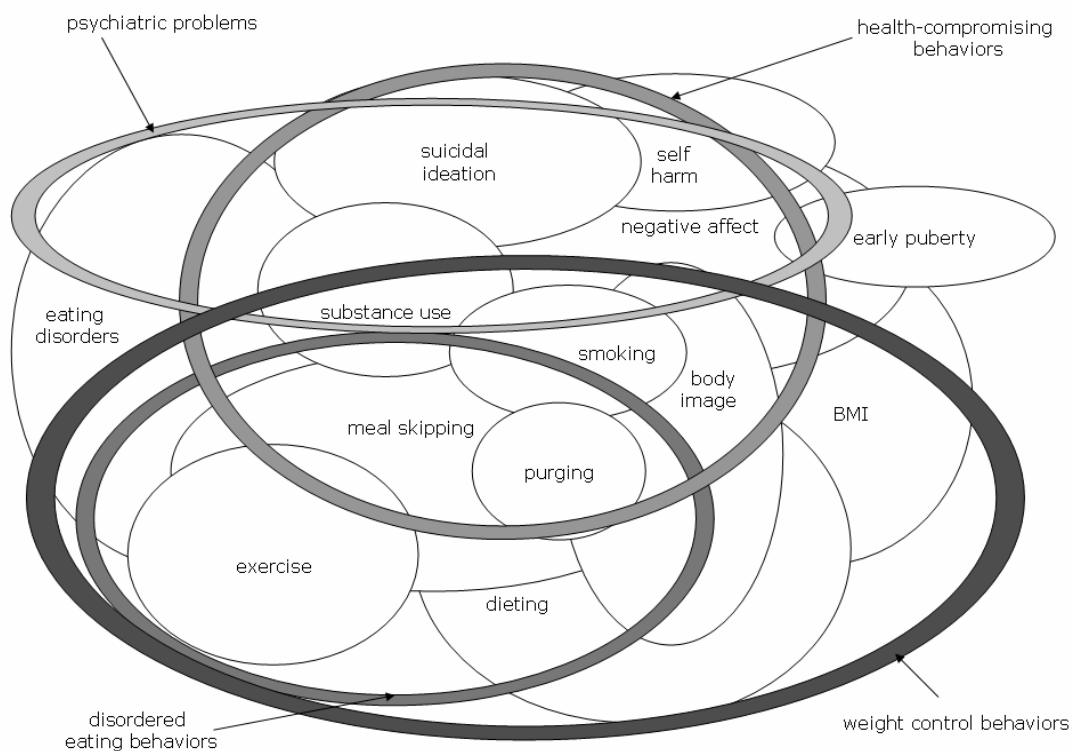 psychiatric problems
health-compromising
behaviors
suicidal
ideation
self
harm
negative affect
early puberty
eating
disorders
substance use
smoking
body
image
BMI
meal skipping
purging
exercise
dieting
disordered
eating behaviors
weight control behaviors